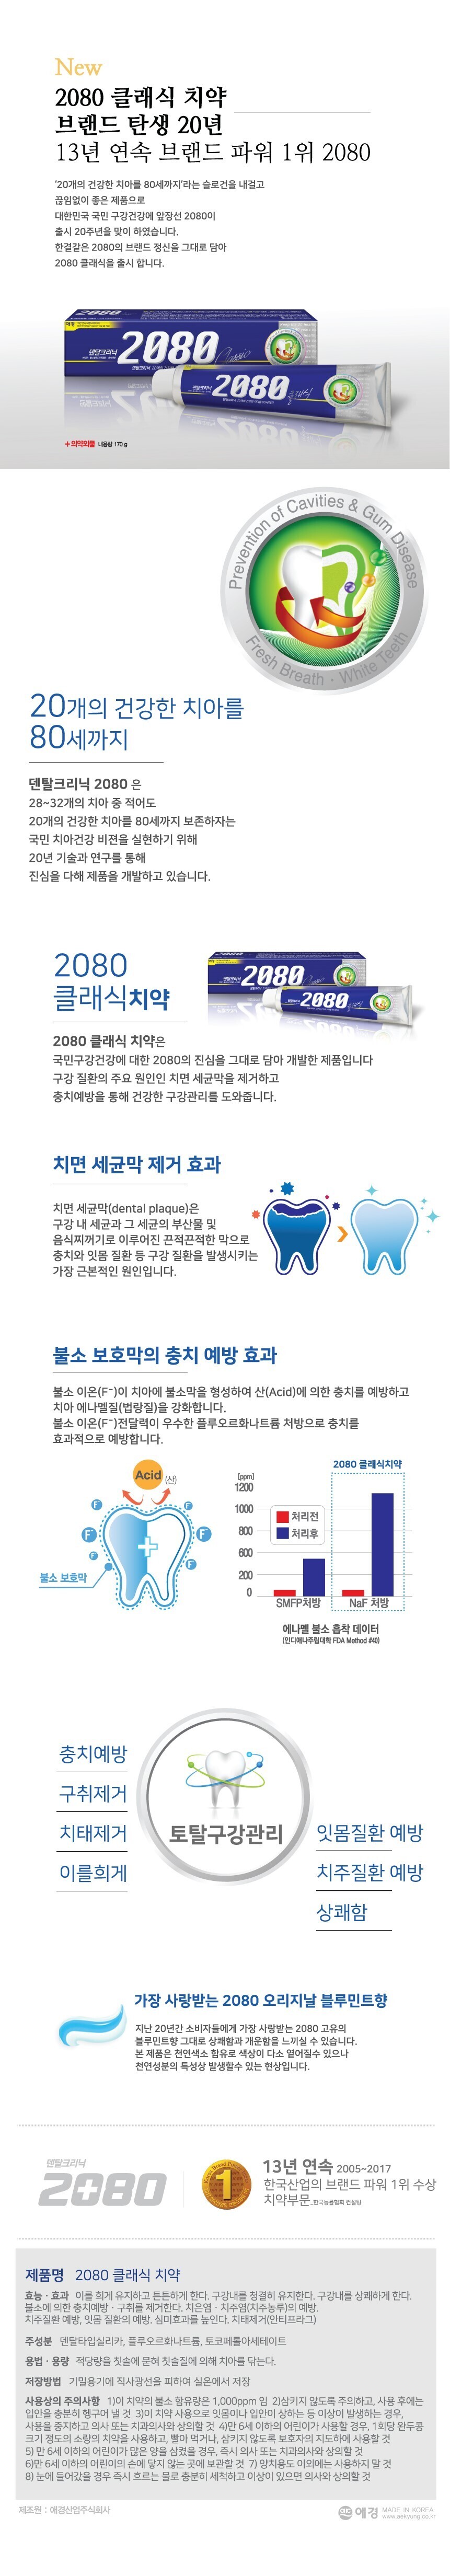 New
2080 클래식 치약
브랜드 탄생 20년
13년 연속 브랜드 파워 1위 2080
'20개의 건강한 치아를 80세까지'라는 슬로건을 내걸고
끊임없이 좋은 제품으로
대한민국 국민 구강건강에 앞장선 2080이
출시 20주년을 맞이 하였습니다.
한결같은 2080의 브랜드 정신을 그대로 담아
2080 클래식을 출시 합니다.
2080
덴탈크리닉
2080 Classic
2080 클래식
+ 의약외품 내용량 170 g
Prevention of Cavities & Gum Disease
Fresh Breath · White Teeth
20개의 건강한 치아를
80세까지
덴탈크리닉 2080 은
28~32개의 치아 중 적어도
20개의 건강한 치아를 80세까지 보존하자는
국민 치아건강 비젼을 실현하기 위해
20년 기술과 연구를 통해
진심을 다해 제품을 개발하고 있습니다.
2080
클래식치약
2080
2080
2080 클래식 치약은
국민구강건강에 대한 2080의 진심을 그대로 담아 개발한 제품입니다
구강 질환의 주요 원인인 치면 세균막을 제거하고
충치예방을 통해 건강한 구강관리를 도와줍니다.
치면 세균막 제거 효과
치면 세균막(dental plaque)은
구강 내 세균과 그 세균의 부산물 및
음식찌꺼기로 이루어진 끈적끈적한 막으로
충치와 잇몸 질환 등 구강 질환을 발생시키는
가장 근본적인 원인입니다.
불소 보호막의 충치 예방 효과
불소 이온(F⁻)이 치아에 불소막을 형성하여 산(Acid)에 의한 충치를 예방하고
치아 에나멜질(법랑질)을 강화합니다.
불소 이온(F⁻)전달력이 우수한 플루오르화나트륨 처방으로 충치를
효과적으로 예방합니다.
Acid (산)
F⁻
F⁻
F⁻
F⁻
F⁻
F⁻
불소 보호막
2080 클래식치약
[ppm]
1200
1000
800
600
200
0
처리전
처리후
SMFP처방
NaF 처방
에나멜 불소 흡착 데이터
(인디애나주립대학 FDA Method #40)
충치예방
구취제거
치태제거
이를희게
토탈구강관리
잇몸질환 예방
치주질환 예방
상쾌함
가장 사랑받는 2080 오리지날 블루민트향
지난 20년간 소비자들에게 가장 사랑받는 2080 고유의
블루민트향 그대로 상쾌함과 개운함을 느끼실 수 있습니다.
본 제품은 천연색소 함유로 색상이 다소 옅어질수 있으나
천연성분의 특성상 발생할수 있는 현상입니다.
덴탈크리닉
2080
1
13년 연속 2005~2017
한국산업의 브랜드 파워 1위 수상
치약부문, 한국능률협회 컨설팅
제품명 2080 클래식 치약
효능 · 효과 이를 희게 유지하고 튼튼하게 한다. 구강내를 청결히 유지한다. 구강내를 상쾌하게 한다.
불소에 의한 충치예방 · 구취를 제거한다. 치은염 · 치주염(치주농루)의 예방.
치주질환 예방, 잇몸 질환의 예방. 심미효과를 높인다. 치태제거(안티프라그)
주성분 덴탈타입실리카, 플루오르화나트륨, 토코페롤아세테이트
용법 · 용량 적당량을 칫솔에 묻혀 칫솔질에 의해 치아를 닦는다.
저장방법 기밀용기에 직사광선을 피하여 실온에서 저장
사용상의 주의사항 1)이 치약의 불소 함유량은 1,000ppm 임 2)삼키지 않도록 주의하고, 사용 후에는
입안을 충분히 헹구어 낼 것 3)이 치약 사용으로 잇몸이나 입안이 상하는 등 이상이 발생하는 경우,
사용을 중지하고 의사 또는 치과의사와 상의할 것 4)만 6세 이하의 어린이가 사용할 경우, 1회당 완두콩
크기 정도의 소량의 치약을 사용하고, 빨아 먹거나, 삼키지 않도록 보호자의 지도하에 사용할 것
5) 만 6세 이하의 어린이가 많은 양을 삼켰을 경우, 즉시 의사 또는 치과의사와 상의할 것
6)만 6세 이하의 어린이의 손에 닿지 않는 곳에 보관할 것 7) 양치용도 이외에는 사용하지 말 것
8) 눈에 들어갔을 경우 즉시 흐르는 물로 충분히 세척하고 이상이 있으면 의사와 상의할 것
제조원 : 애경산업주식회사
애경 MADE IN KOREA
www.aekyung.co.kr